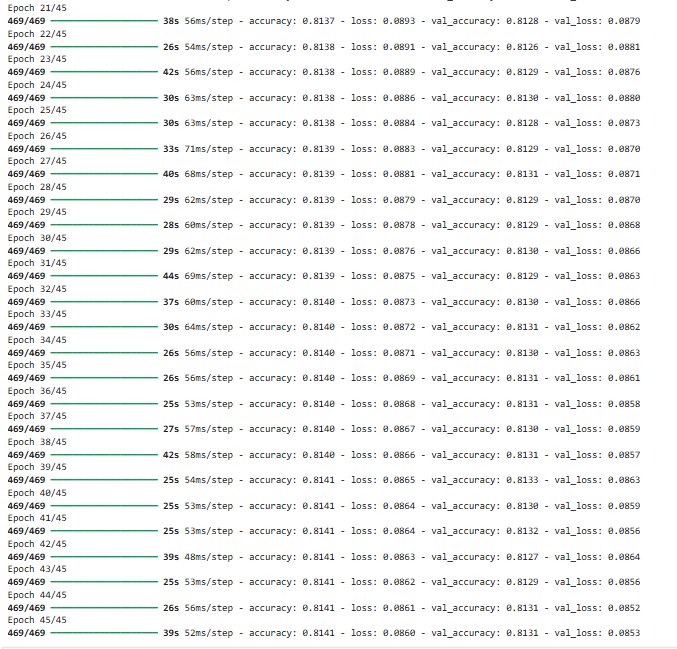 Epoch 21/45
469/469 ━━━━━━━━━━━━━━━━━━━━ 38s 56ms/step - accuracy: 0.8137 - loss: 0.0893 - val_accuracy: 0.8128 - val_loss: 0.0879
Epoch 22/45
469/469 ━━━━━━━━━━━━━━━━━━━━ 26s 54ms/step - accuracy: 0.8138 - loss: 0.0891 - val_accuracy: 0.8126 - val_loss: 0.0881
Epoch 23/45
469/469 ━━━━━━━━━━━━━━━━━━━━ 42s 56ms/step - accuracy: 0.8138 - loss: 0.0889 - val_accuracy: 0.8129 - val_loss: 0.0876
Epoch 24/45
469/469 ━━━━━━━━━━━━━━━━━━━━ 30s 63ms/step - accuracy: 0.8138 - loss: 0.0886 - val_accuracy: 0.8130 - val_loss: 0.0880
Epoch 25/45
469/469 ━━━━━━━━━━━━━━━━━━━━ 30s 63ms/step - accuracy: 0.8138 - loss: 0.0884 - val_accuracy: 0.8128 - val_loss: 0.0873
Epoch 26/45
469/469 ━━━━━━━━━━━━━━━━━━━━ 33s 71ms/step - accuracy: 0.8139 - loss: 0.0883 - val_accuracy: 0.8129 - val_loss: 0.0870
Epoch 27/45
469/469 ━━━━━━━━━━━━━━━━━━━━ 40s 68ms/step - accuracy: 0.8139 - loss: 0.0881 - val_accuracy: 0.8131 - val_loss: 0.0871
Epoch 28/45
469/469 ━━━━━━━━━━━━━━━━━━━━ 29s 62ms/step - accuracy: 0.8139 - loss: 0.0879 - val_accuracy: 0.8129 - val_loss: 0.0870
Epoch 29/45
469/469 ━━━━━━━━━━━━━━━━━━━━ 28s 60ms/step - accuracy: 0.8139 - loss: 0.0878 - val_accuracy: 0.8129 - val_loss: 0.0868
Epoch 30/45
469/469 ━━━━━━━━━━━━━━━━━━━━ 29s 62ms/step - accuracy: 0.8139 - loss: 0.0876 - val_accuracy: 0.8130 - val_loss: 0.0866
Epoch 31/45
469/469 ━━━━━━━━━━━━━━━━━━━━ 44s 69ms/step - accuracy: 0.8139 - loss: 0.0875 - val_accuracy: 0.8129 - val_loss: 0.0863
Epoch 32/45
469/469 ━━━━━━━━━━━━━━━━━━━━ 37s 60ms/step - accuracy: 0.8140 - loss: 0.0873 - val_accuracy: 0.8130 - val_loss: 0.0866
Epoch 33/45
469/469 ━━━━━━━━━━━━━━━━━━━━ 30s 64ms/step - accuracy: 0.8140 - loss: 0.0872 - val_accuracy: 0.8131 - val_loss: 0.0862
Epoch 34/45
469/469 ━━━━━━━━━━━━━━━━━━━━ 26s 56ms/step - accuracy: 0.8140 - loss: 0.0871 - val_accuracy: 0.8130 - val_loss: 0.0863
Epoch 35/45
469/469 ━━━━━━━━━━━━━━━━━━━━ 26s 56ms/step - accuracy: 0.8140 - loss: 0.0869 - val_accuracy: 0.8131 - val_loss: 0.0861
Epoch 36/45
469/469 ━━━━━━━━━━━━━━━━━━━━ 25s 53ms/step - accuracy: 0.8140 - loss: 0.0868 - val_accuracy: 0.8131 - val_loss: 0.0858
Epoch 37/45
469/469 ━━━━━━━━━━━━━━━━━━━━ 27s 57ms/step - accuracy: 0.8140 - loss: 0.0867 - val_accuracy: 0.8130 - val_loss: 0.0859
Epoch 38/45
469/469 ━━━━━━━━━━━━━━━━━━━━ 42s 58ms/step - accuracy: 0.8140 - loss: 0.0866 - val_accuracy: 0.8131 - val_loss: 0.0857
Epoch 39/45
469/469 ━━━━━━━━━━━━━━━━━━━━ 25s 54ms/step - accuracy: 0.8141 - loss: 0.0865 - val_accuracy: 0.8133 - val_loss: 0.0863
Epoch 40/45
469/469 ━━━━━━━━━━━━━━━━━━━━ 25s 53ms/step - accuracy: 0.8141 - loss: 0.0864 - val_accuracy: 0.8130 - val_loss: 0.0859
Epoch 41/45
469/469 ━━━━━━━━━━━━━━━━━━━━ 25s 53ms/step - accuracy: 0.8141 - loss: 0.0864 - val_accuracy: 0.8132 - val_loss: 0.0856
Epoch 42/45
469/469 ━━━━━━━━━━━━━━━━━━━━ 39s 48ms/step - accuracy: 0.8141 - loss: 0.0863 - val_accuracy: 0.8127 - val_loss: 0.0864
Epoch 43/45
469/469 ━━━━━━━━━━━━━━━━━━━━ 25s 53ms/step - accuracy: 0.8141 - loss: 0.0862 - val_accuracy: 0.8129 - val_loss: 0.0856
Epoch 44/45
469/469 ━━━━━━━━━━━━━━━━━━━━ 26s 56ms/step - accuracy: 0.8141 - loss: 0.0861 - val_accuracy: 0.8131 - val_loss: 0.0852
Epoch 45/45
469/469 ━━━━━━━━━━━━━━━━━━━━ 39s 52ms/step - accuracy: 0.8141 - loss: 0.0860 - val_accuracy: 0.8131 - val_loss: 0.0853